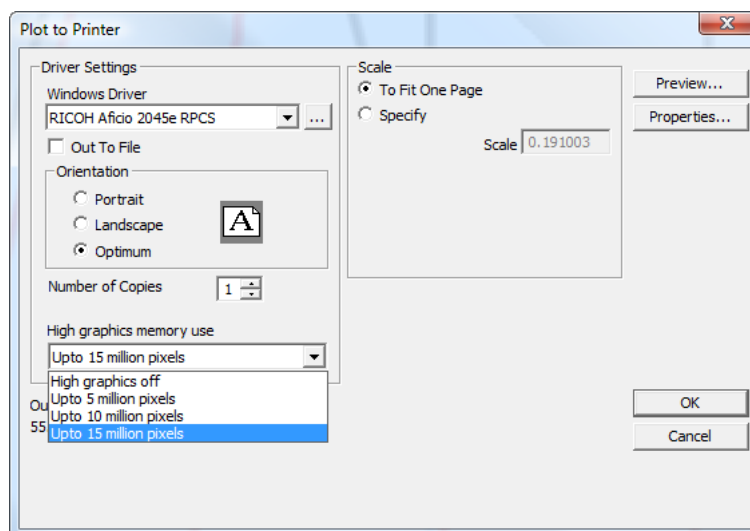 Plot to Printer
Driver Settings
Windows Driver
RICOH Aficio 2045e RPCS
...
Out To File
Orientation
Portrait
Landscape
A
Optimum
Number of Copies
1
High graphics memory use
Upto 15 million pixels
High graphics off
Upto 5 million pixels
Upto 10 million pixels
Upto 15 million pixels
Ou
55
Scale
To Fit One Page
Specify
Scale 0.191003
Preview...
Properties...
OK
Cancel